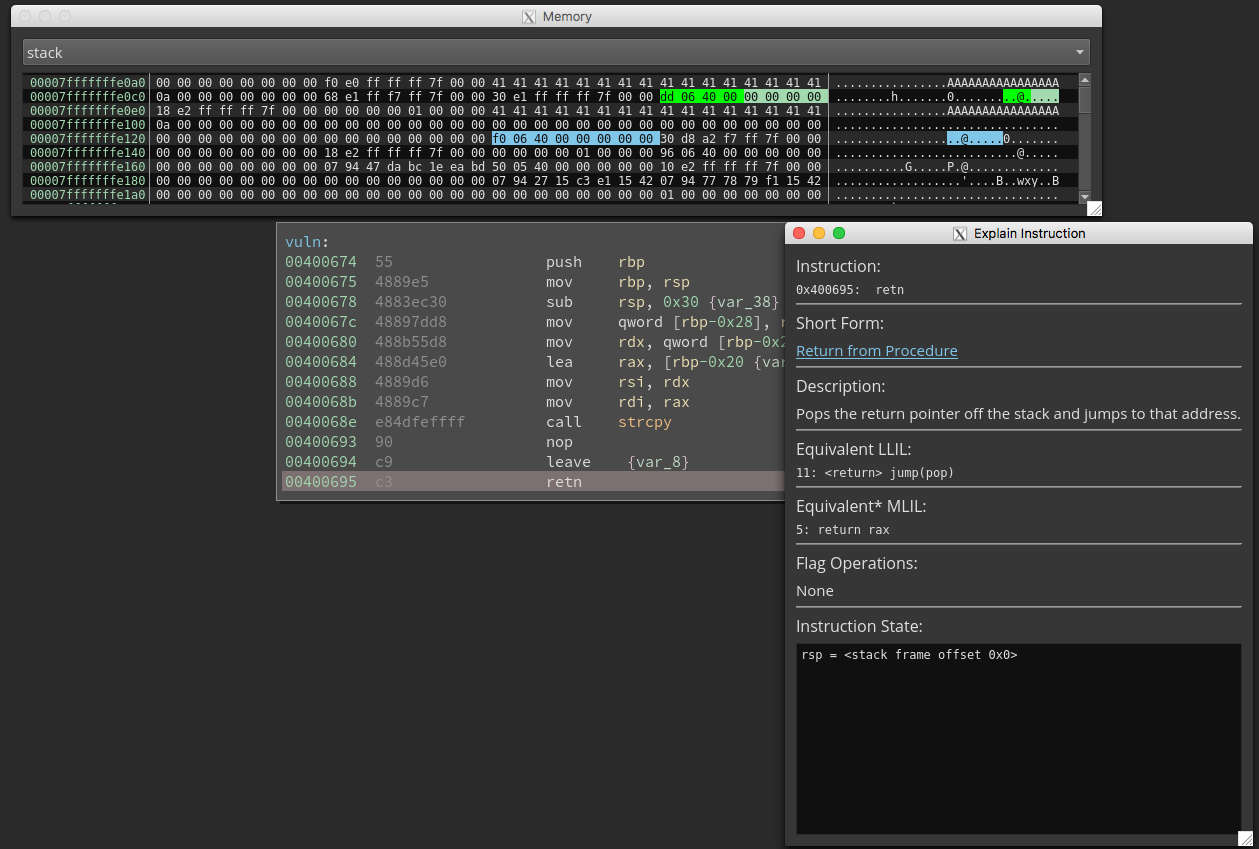 Memory
stack
00007fffffffe0a0 00 00 00 00 00 00 00 00 f0 e0 ff ff ff 7f 00 00 41 41 41 41 41 41 41 41 41 41 41 41 41 41 41 41 ................AAAAAAAAAAAAAAAA
00007fffffffe0c0 0a 00 00 00 00 00 00 00 68 e1 ff f7 ff 7f 00 00 30 e1 ff ff ff 7f 00 00 dd 06 40 00 00 00 00 00 ........h.......0.........@.....
00007fffffffe0e0 18 e2 ff ff ff 7f 00 00 00 00 00 00 01 00 00 00 41 41 41 41 41 41 41 41 41 41 41 41 41 41 41 41 ................AAAAAAAAAAAAAAAA
00007fffffffe100 0a 00 00 00 00 00 00 00 00 00 00 00 00 00 00 00 00 00 00 00 00 00 00 00 00 00 00 00 00 00 00 00 ................................
00007fffffffe120 00 00 00 00 00 00 00 00 00 00 00 00 00 00 00 00 f0 06 40 00 00 00 00 00 30 d8 a2 f7 ff 7f 00 00 ..................@.....0.......
00007fffffffe140 00 00 00 00 00 00 00 00 18 e2 ff ff ff 7f 00 00 00 00 00 00 01 00 00 00 96 06 40 00 00 00 00 00 ..........................@.....
00007fffffffe160 00 00 00 00 00 00 00 00 07 94 47 da bc 1e ea bd 50 05 40 00 00 00 00 00 10 e2 ff ff ff 7f 00 00 ..........G.....P.@.............
00007fffffffe180 00 00 00 00 00 00 00 00 00 00 00 00 00 00 00 00 07 94 27 15 c3 e1 15 42 07 94 77 78 79 f1 15 42 ..................'....B..wxy..B
00007fffffffe1a0 00 00 00 00 00 00 00 00 00 00 00 00 00 00 00 00 00 00 00 00 00 00 00 00 01 00 00 00 00 00 00 00 ................................
vuln:
00400674 55 push rbp
00400675 4889e5 mov rbp, rsp
00400678 4883ec30 sub rsp, 0x30 {var_38}
0040067c 48897dd8 mov qword [rbp-0x28],
00400680 488b55d8 mov rdx, qword [rbp-0x2
00400684 488d45e0 lea rax, [rbp-0x20 {var
00400688 4889d6 mov rsi, rdx
0040068b 4889c7 mov rdi, rax
0040068e e84dfeffff call strcpy
00400693 90 nop
00400694 c9 leave {var_8}
00400695 c3 retn
Explain Instruction
Instruction:
0x400695: retn
Short Form:
Return from Procedure
Description:
Pops the return pointer off the stack and jumps to that address.
Equivalent LLIL:
11: <return> jump(pop)
Equivalent* MLIL:
5: return rax
Flag Operations:
None
Instruction State:
rsp = <stack frame offset 0x0>